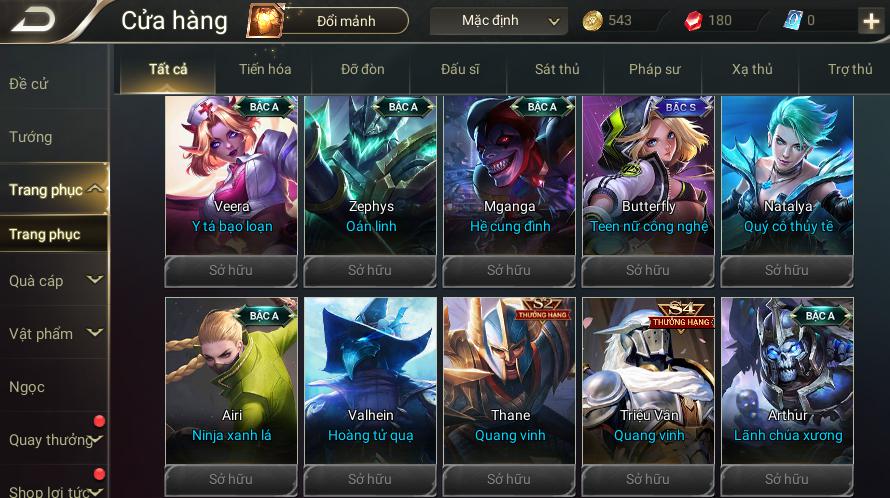 Cửa hàng
Đổi mảnh
Mặc định
543
180
0
Đề cử
Tướng
Trang phục
Trang phục
Quà cáp
Vật phẩm
Ngọc
Quay thưởng
Shop lợi tức
Tất cả
Tiến hóa
Đỡ đòn
Đấu sĩ
Sát thủ
Pháp sư
Xạ thủ
Trợ thủ
BẬC A
Veera
Y tá bạo loạn
Sở hữu
BẬC A
Zephys
Oán linh
Sở hữu
BẬC A
Mganga
Hề cung đình
Sở hữu
BẬC S
Butterfly
Teen nữ công nghệ
Sở hữu
Natalya
Quý cô thủy tề
Sở hữu
BẬC A
Airi
Ninja xanh lá
Sở hữu
Valhein
Hoàng tử quạ
Sở hữu
S2
THƯỞNG HẠNG
Thane
Quang vinh
Sở hữu
S4
THƯỞNG HẠNG
Triệu Vân
Quang vinh
Sở hữu
BẬC A
Arthur
Lãnh chúa xương
Sở hữu